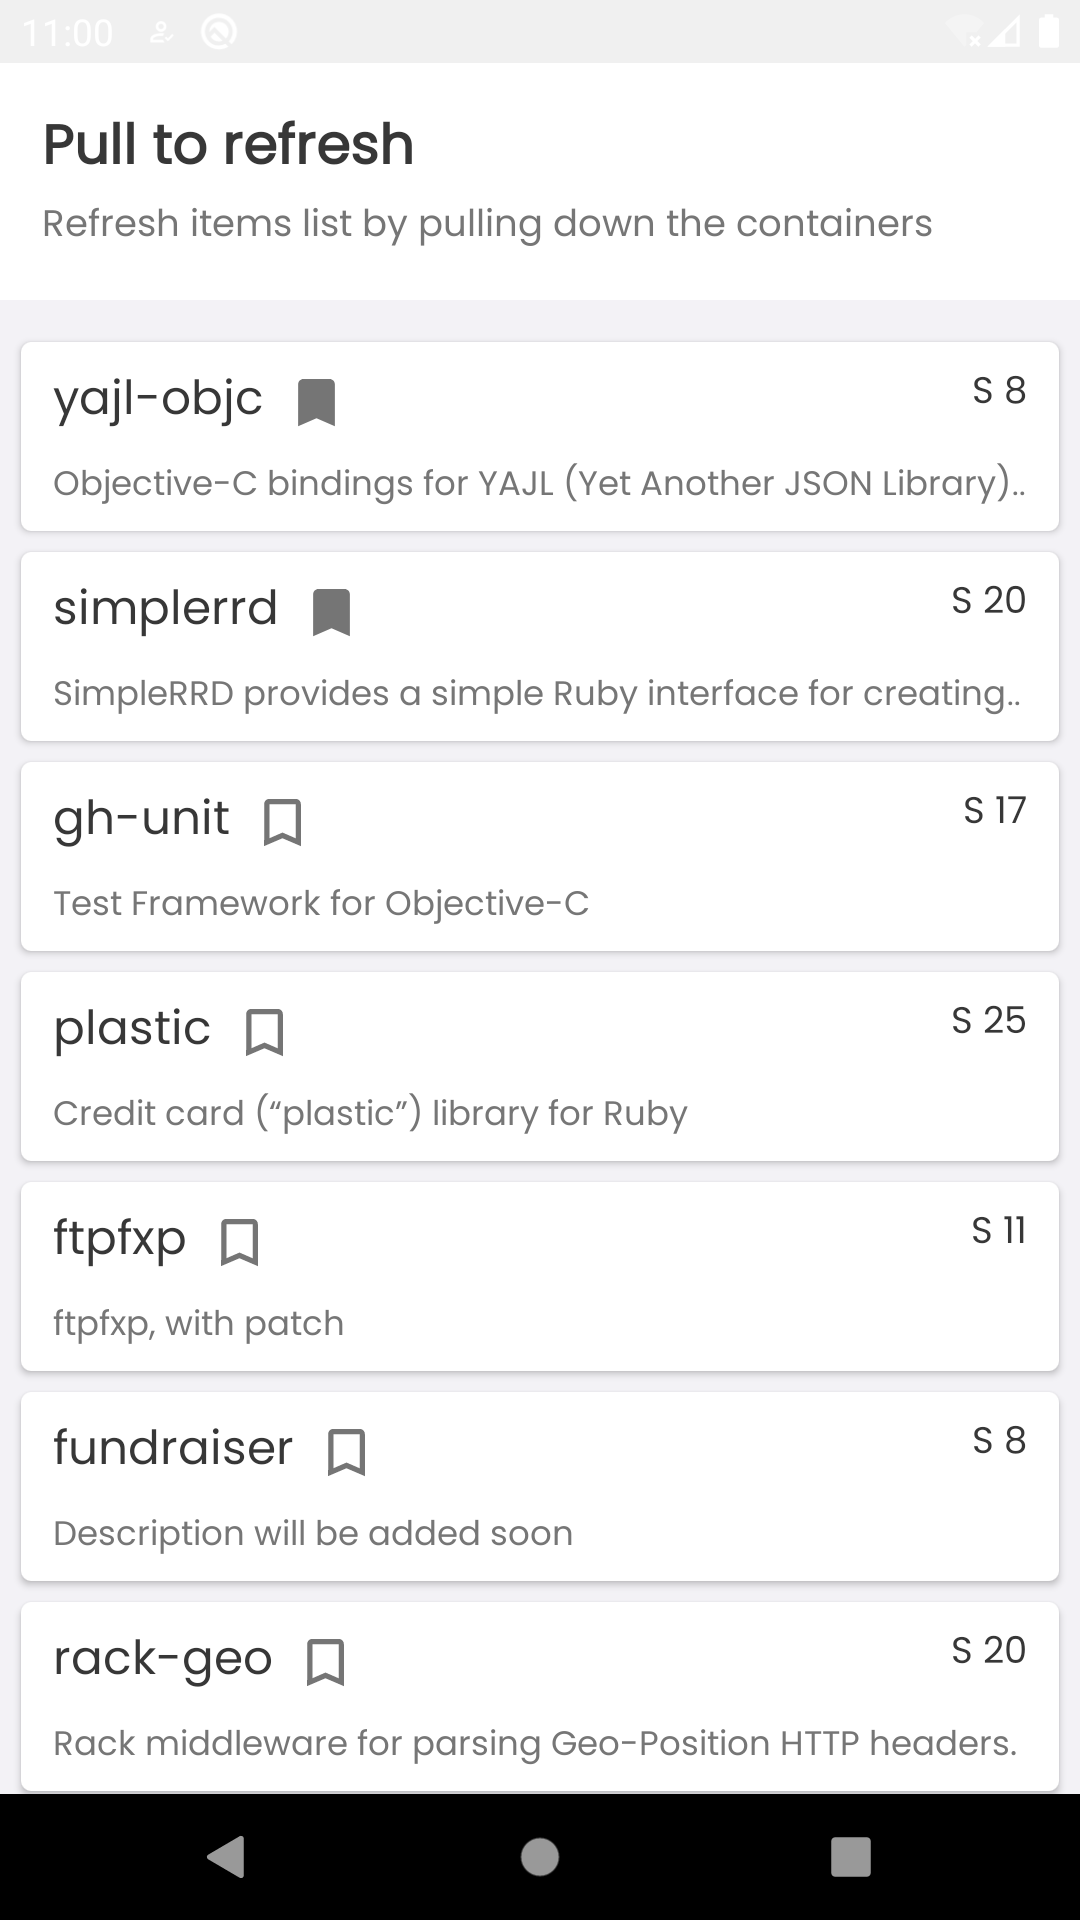 11:00
Pull to refresh
Refresh items list by pulling down the containers
yajl-objc
S 8
Objective-C bindings for YAJL (Yet Another JSON Library)..
simplerrd
S 20
SimpleRRD provides a simple Ruby interface for creating..
gh-unit
S 17
Test Framework for Objective-C
plastic
S 25
Credit card (“plastic”) library for Ruby
ftpfxp
S 11
ftpfxp, with patch
fundraiser
S 8
Description will be added soon
rack-geo
S 20
Rack middleware for parsing Geo-Position HTTP headers.